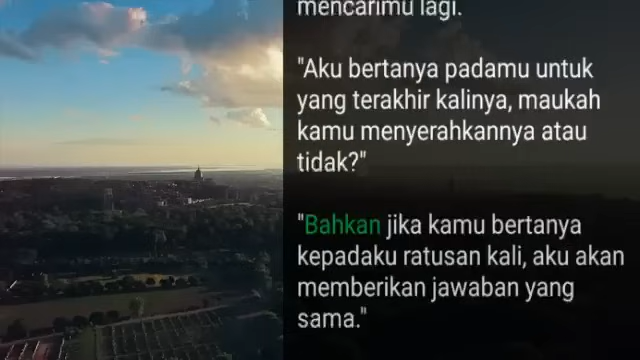 mencarimu lagi.
"Aku bertanya padamu untuk
yang terakhir kalinya, maukah
kamu menyerahkannya atau
tidak?"
"Bahkan jika kamu bertanya
kepadaku ratusan kali, aku akan
memberikan jawaban yang
sama."